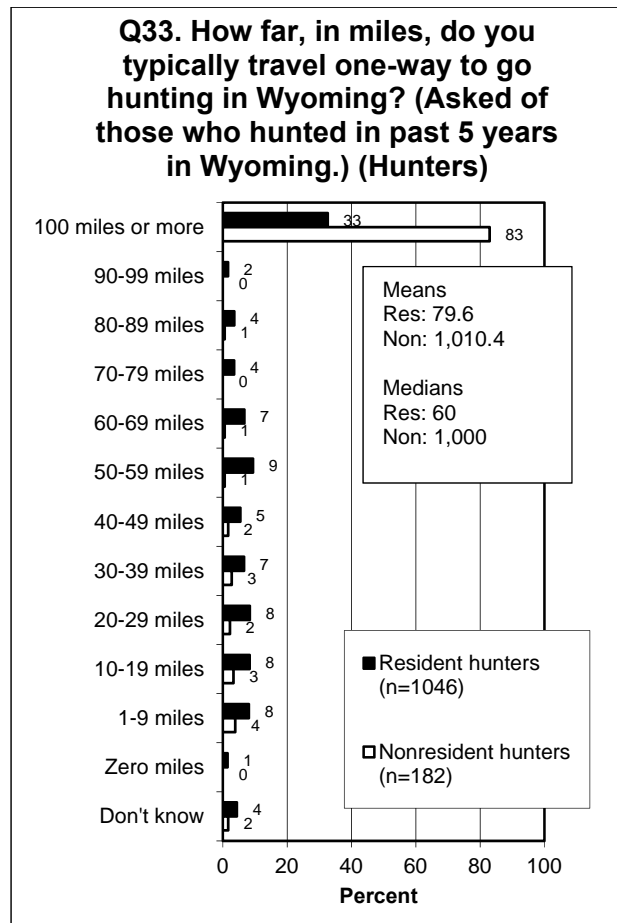 Q33. How far, in miles, do you
typically travel one-way to go
hunting in Wyoming? (Asked of
those who hunted in past 5 years
in Wyoming.) (Hunters)
100 miles or more
33
83
90-99 miles
2
0
80-89 miles
4
1
70-79 miles
4
0
60-69 miles
7
1
50-59 miles
9
1
40-49 miles
5
2
30-39 miles
7
3
20-29 miles
8
2
10-19 miles
8
3
1-9 miles
8
4
Zero miles
1
0
Don't know
4
2
Means
Res: 79.6
Non: 1,010.4
Medians
Res: 60
Non: 1,000
Resident hunters
(n=1046)
Nonresident hunters
(n=182)
0 20 40 60 80 100
Percent